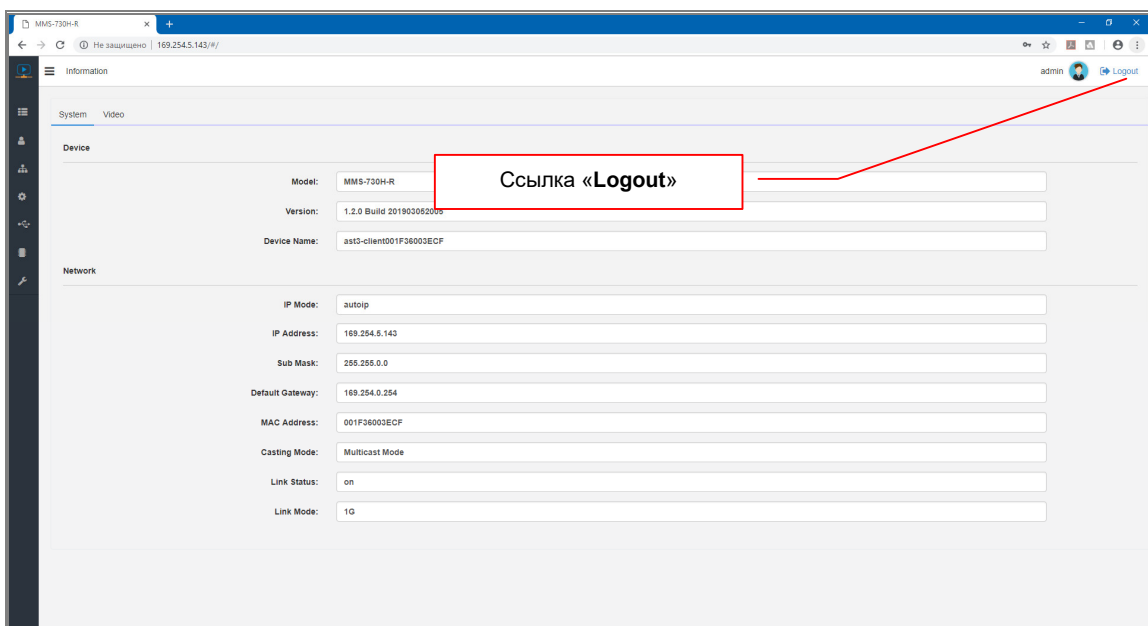 MMS-730H-R
Не защищено | 169.254.5.143/#/
Information
admin
Logout
System Video
Device
Ссылка «Logout»
Model: MMS-730H-R
Version: 1.2.0 Build 201903052005
Device Name: ast3-client001F36003ECF
Network
IP Mode: autoip
IP Address: 169.254.5.143
Sub Mask: 255.255.0.0
Default Gateway: 169.254.0.254
MAC Address: 001F36003ECF
Casting Mode: Multicast Mode
Link Status: on
Link Mode: 1G